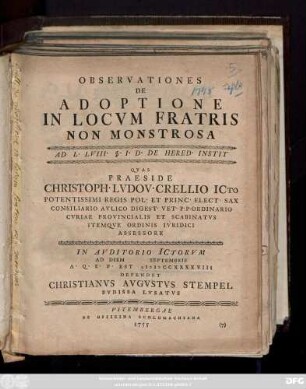 OBSERVATIONES
DE
ADOPTIONE
IN LOCVM FRATRIS
NON MONSTROSA
AD L· LVIII· §· I· D· DE HERED· INSTIT
QVAS
PRAESIDE
CHRISTOPH· LVDOV· CRELLIO ICTO
POTENTISSIMI REGIS POL· ET PRINC· ELECT· SAX
CONSILIARIO AVLICO DIGEST· VET· P·P·ORDINARIO
CVRIAE PROVINCIALIS ET SCABINATVS
ITEMQVE ORDINIS IVRIDICI
ASSESSORE
IN AVDITORIO ICTORVM
AD DIEM SEPTEMBRIS
DEFENDET
CHRISTIANVS AVGVSTVS STEMPEL
BVDISSA LVSATVS
VITEMBERGAE
EX OFFICINA SCHLOMACHIANA